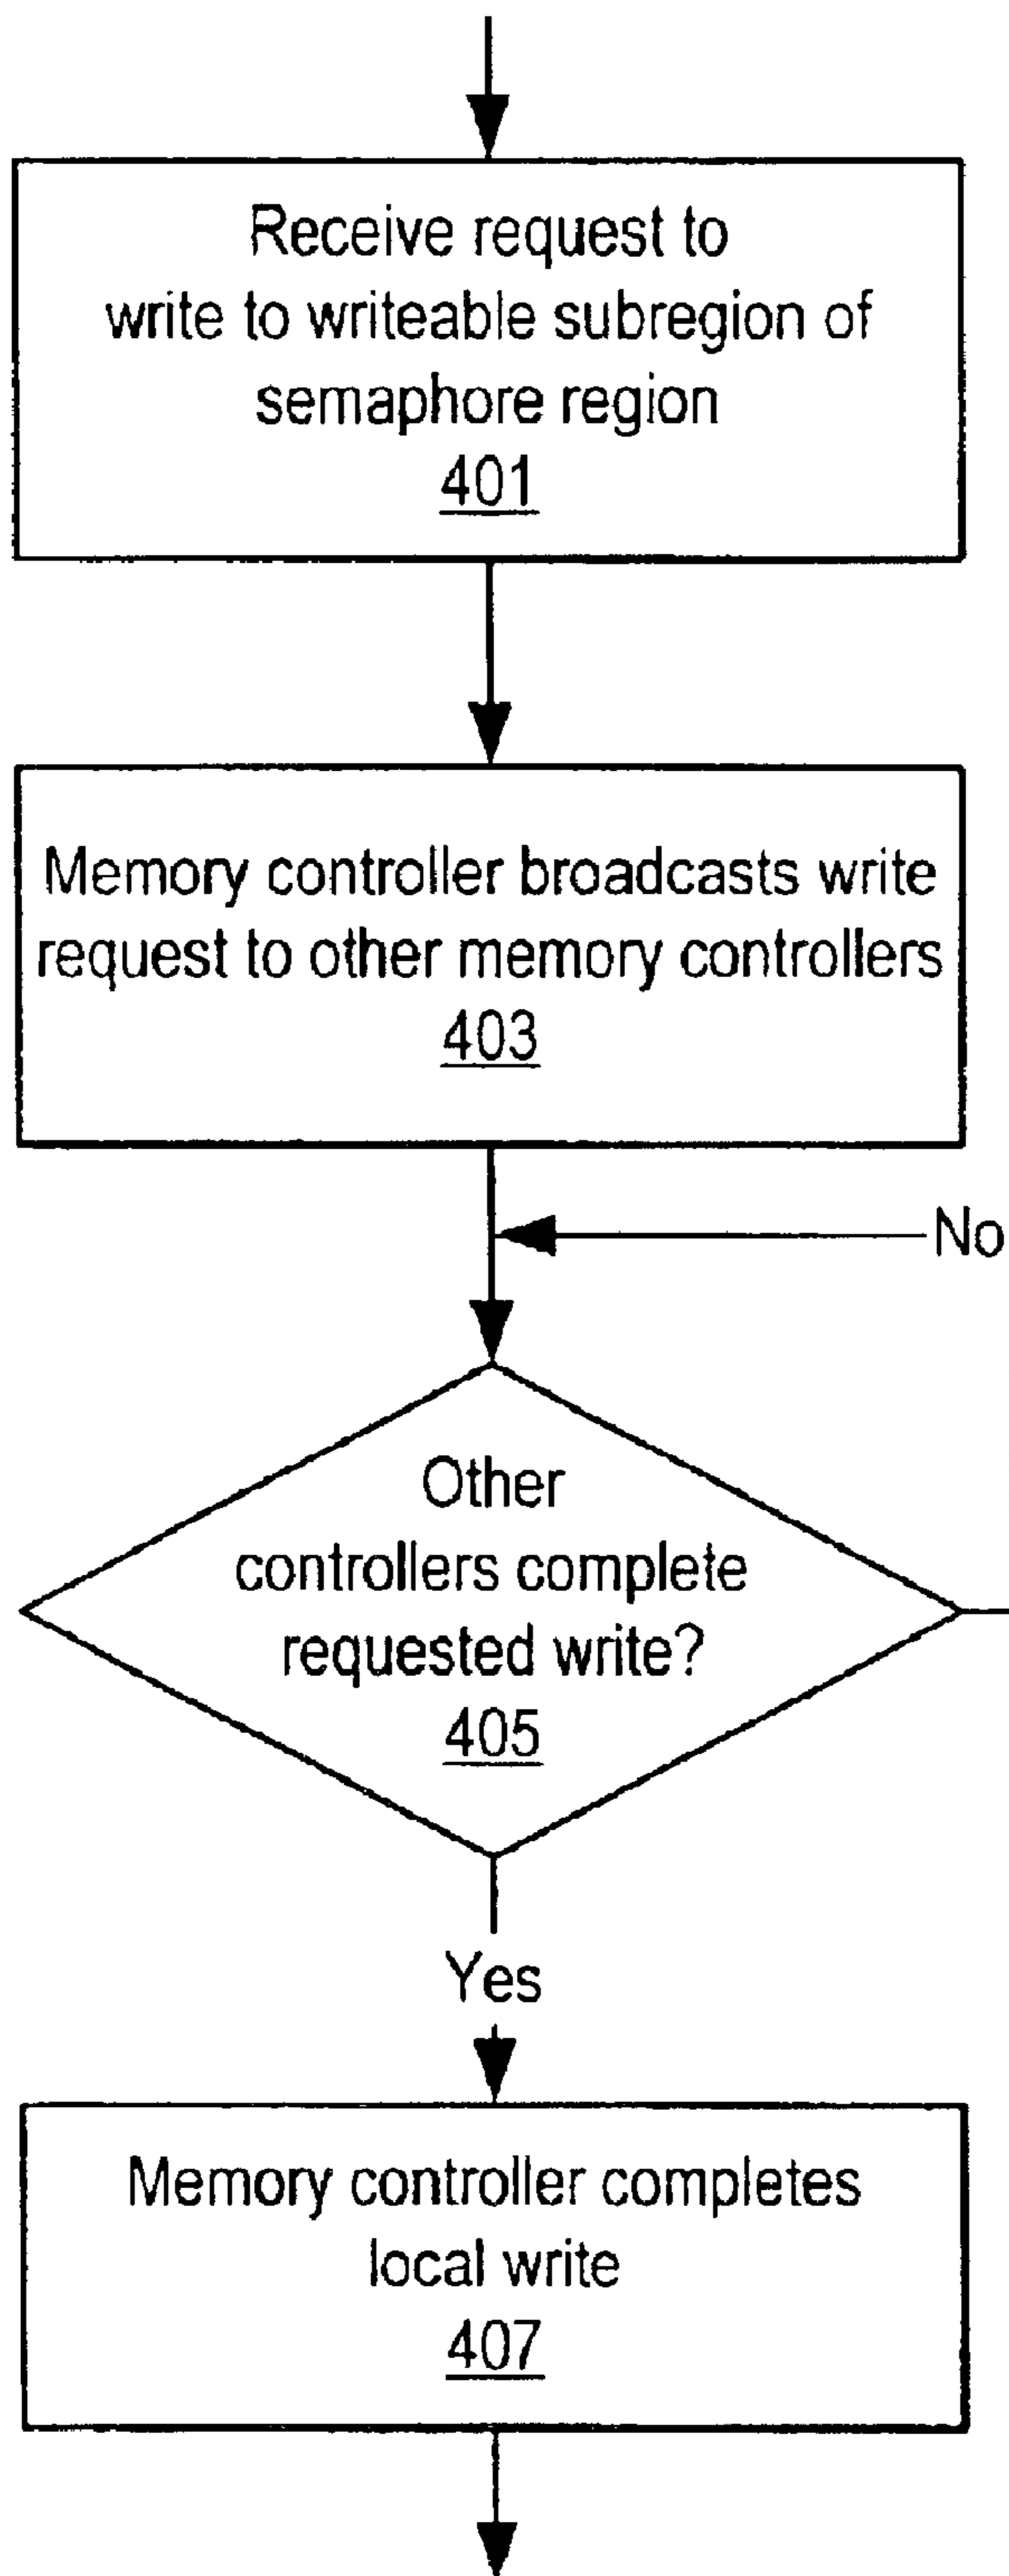 Receive request to
write to writeable subregion of
semaphore region
401
Memory controller broadcasts write
request to other memory controllers
403
No
Other
controllers complete
requested write?
405
Yes
Memory controller completes
local write
407